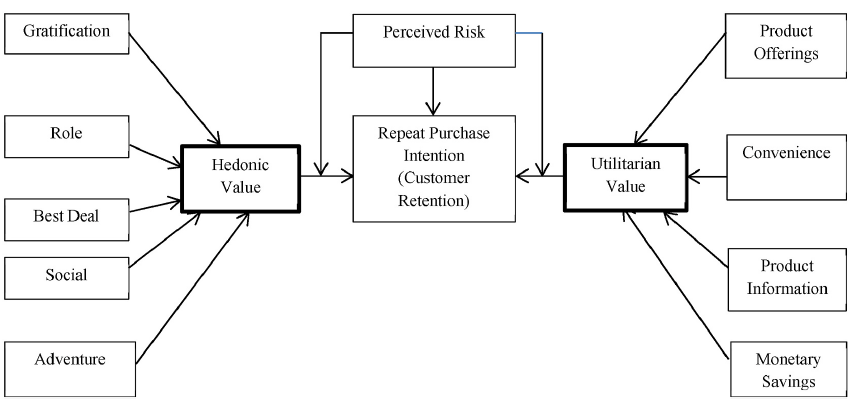 Gratification
Role
Best Deal
Social
Adventure
Hedonic
Value
Perceived Risk
Repeat Purchase
Intention
(Customer
Retention)
Utilitarian
Value
Product
Offerings
Convenience
Product
Information
Monetary
Savings